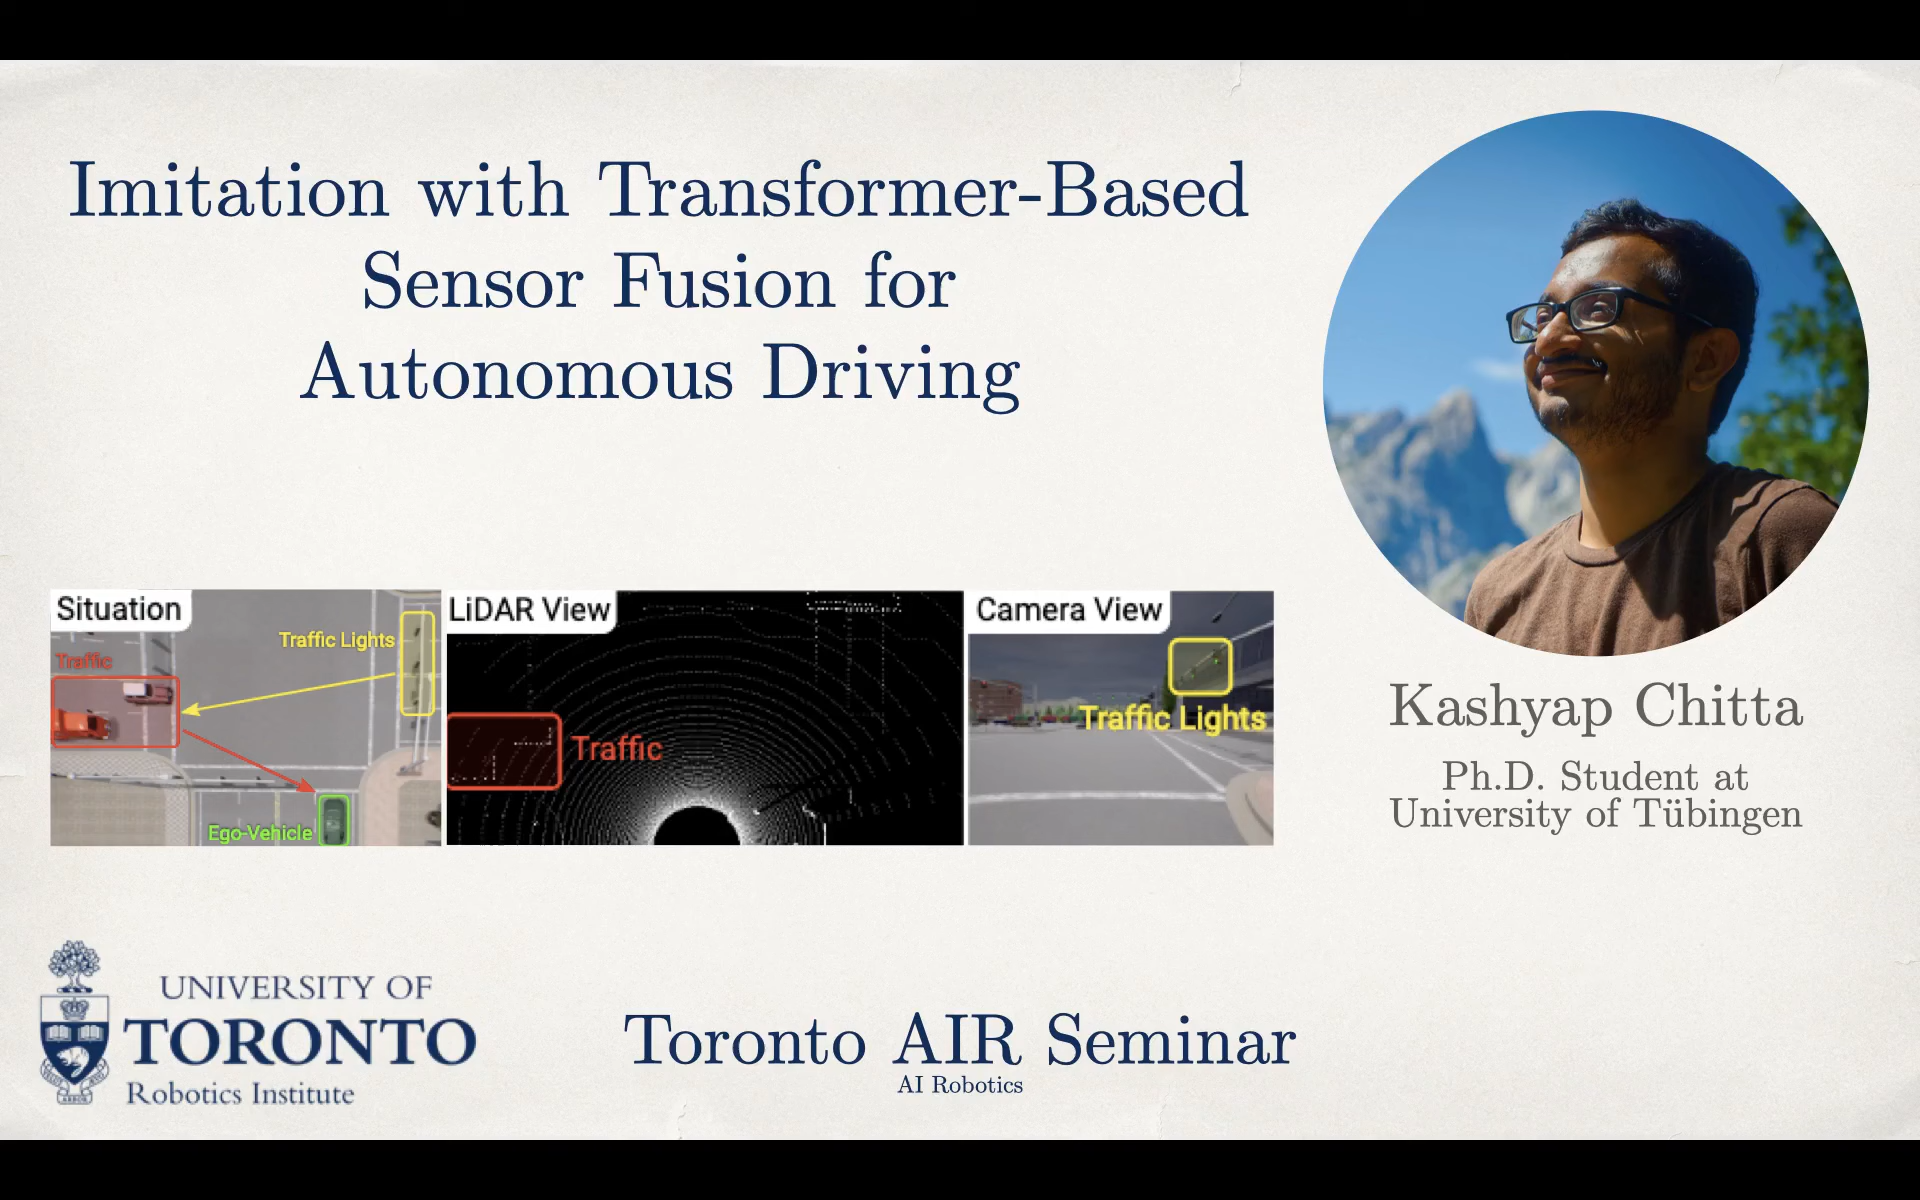 Imitation with Transformer-Based
Sensor Fusion for
Autonomous Driving
Situation
Traffic Lights
Traffic
Ego-Vehicle
LiDAR View
Traffic
Camera View
Traffic Lights
Kashyap Chitta
Ph.D. Student at
University of Tübingen
UNIVERSITY OF
TORONTO
Robotics Institute
Toronto AIR Seminar
AI Robotics